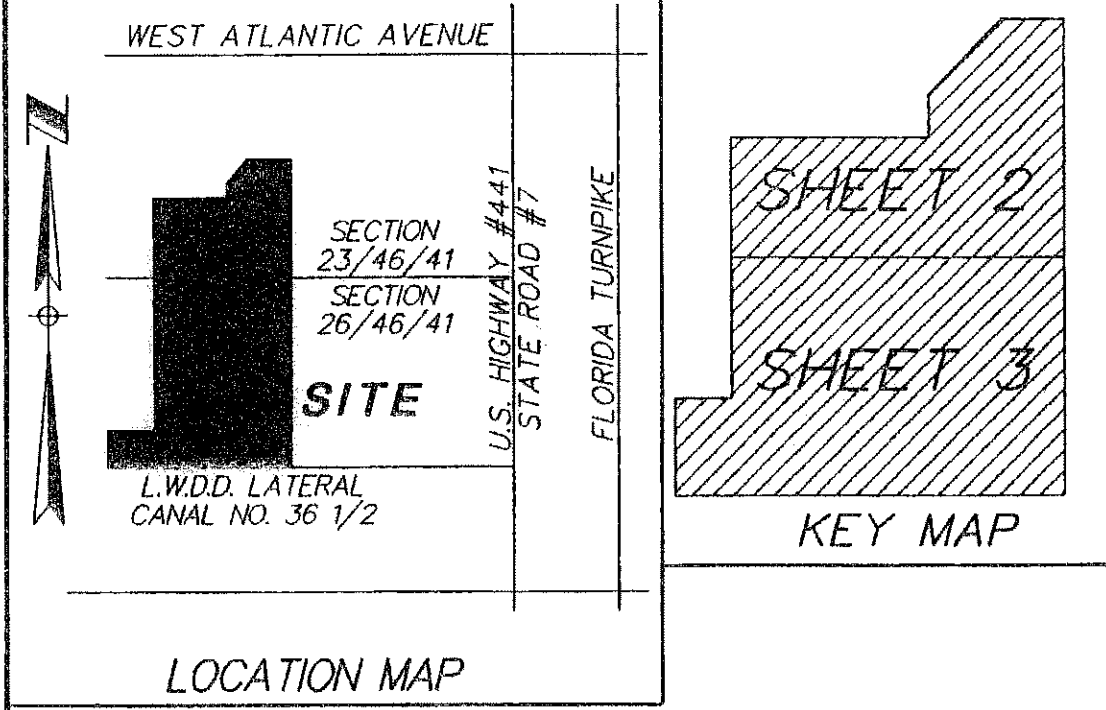 WEST ATLANTIC AVENUE
N
SECTION
23/46/41
SECTION
26/46/41
SITE
U.S. HIGHWAY #441
STATE ROAD #7
FLORIDA TURNPIKE
L.W.D.D. LATERAL
CANAL NO. 36 1/2
LOCATION MAP
SHEET 2
SHEET 3
KEY MAP